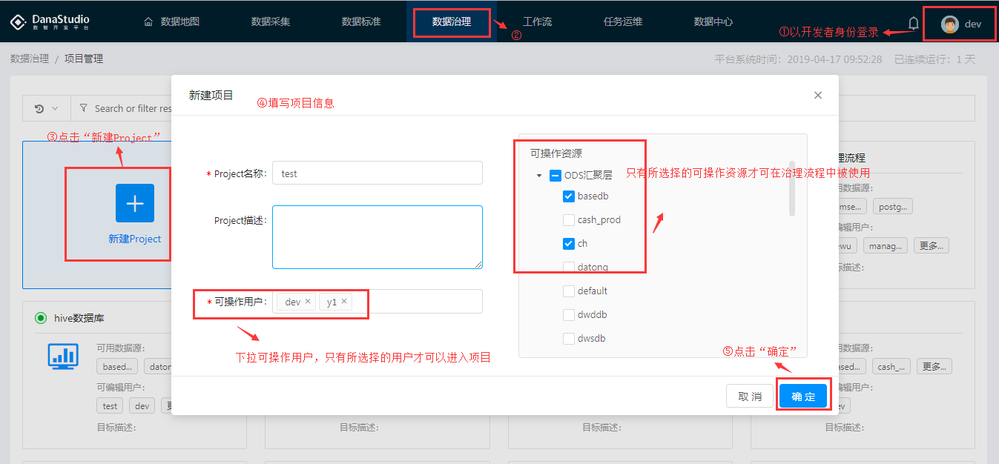 DanaStudio
数智开发平台
数据地图
数据采集
数据标准
数据治理
工作流
任务运维
数据中心
dev
②
①以开发者身份登录
数据治理 / 项目管理
平台系统时间：2019-04-17 09:52:28 已连续运行：1 天
新建项目
④填写项目信息
Search or filter res
③点击“新建Project”
新建Project
* Project名称：
test
Project描述：
* 可操作用户：
dev ×
y1 ×
下拉可操作用户，只有所选择的用户才可以进入项目
可操作资源
ODS汇聚层
只有所选择的可操作资源才可在治理流程中被使用
basedb
cash_prod
ch
datong
default
dwddb
dwsdb
⑤点击“确定”
取 消
确 定
理流程
用数据源：
mse...
postg...
编辑用户：
wu
manag...
更多...
标描述：
hive数据库
可用数据源：
based...
daton
可编辑用户：
test
dev
更
目标描述：
目标描述：
目标描述：
用数据源：
ased...
cash_...
更多...
编辑用户：
ev
目标描述：